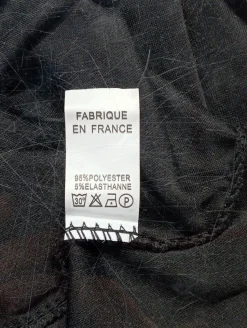 FABRIQUE
EN FRANCE
95%POLYESTER
5%ELASTHANNE
30°
P